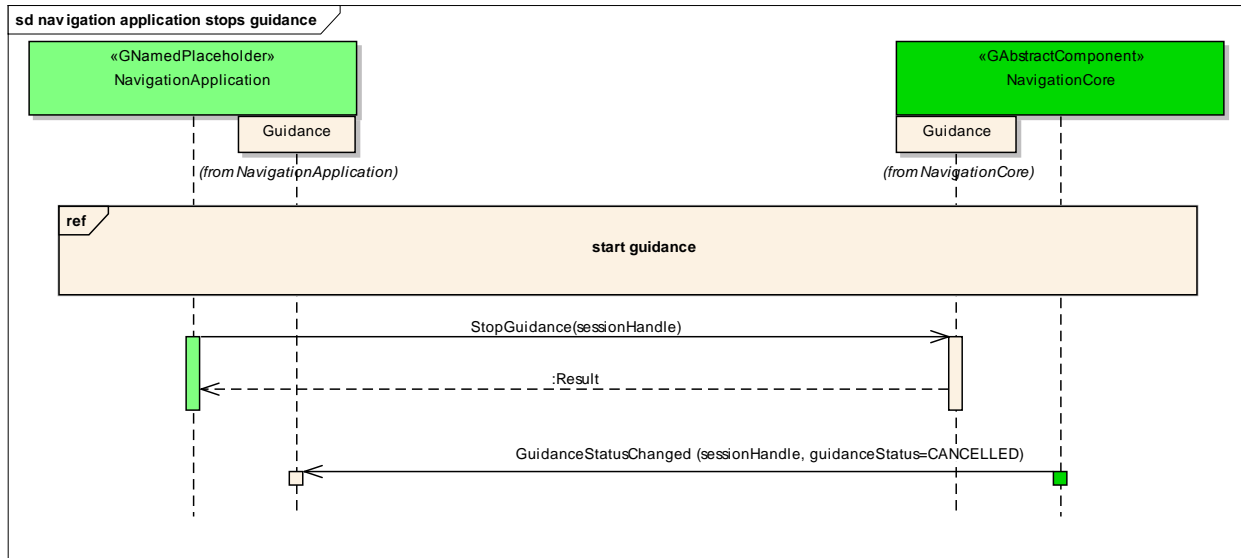 sd navigation application stops guidance
«GNamedPlaceholder»
NavigationApplication
«GAbstractComponent»
NavigationCore
Guidance
Guidance
(from NavigationApplication)
(from NavigationCore)
ref
start guidance
StopGuidance(sessionHandle)
:Result
GuidanceStatusChanged (sessionHandle, guidanceStatus=CANCELLED)